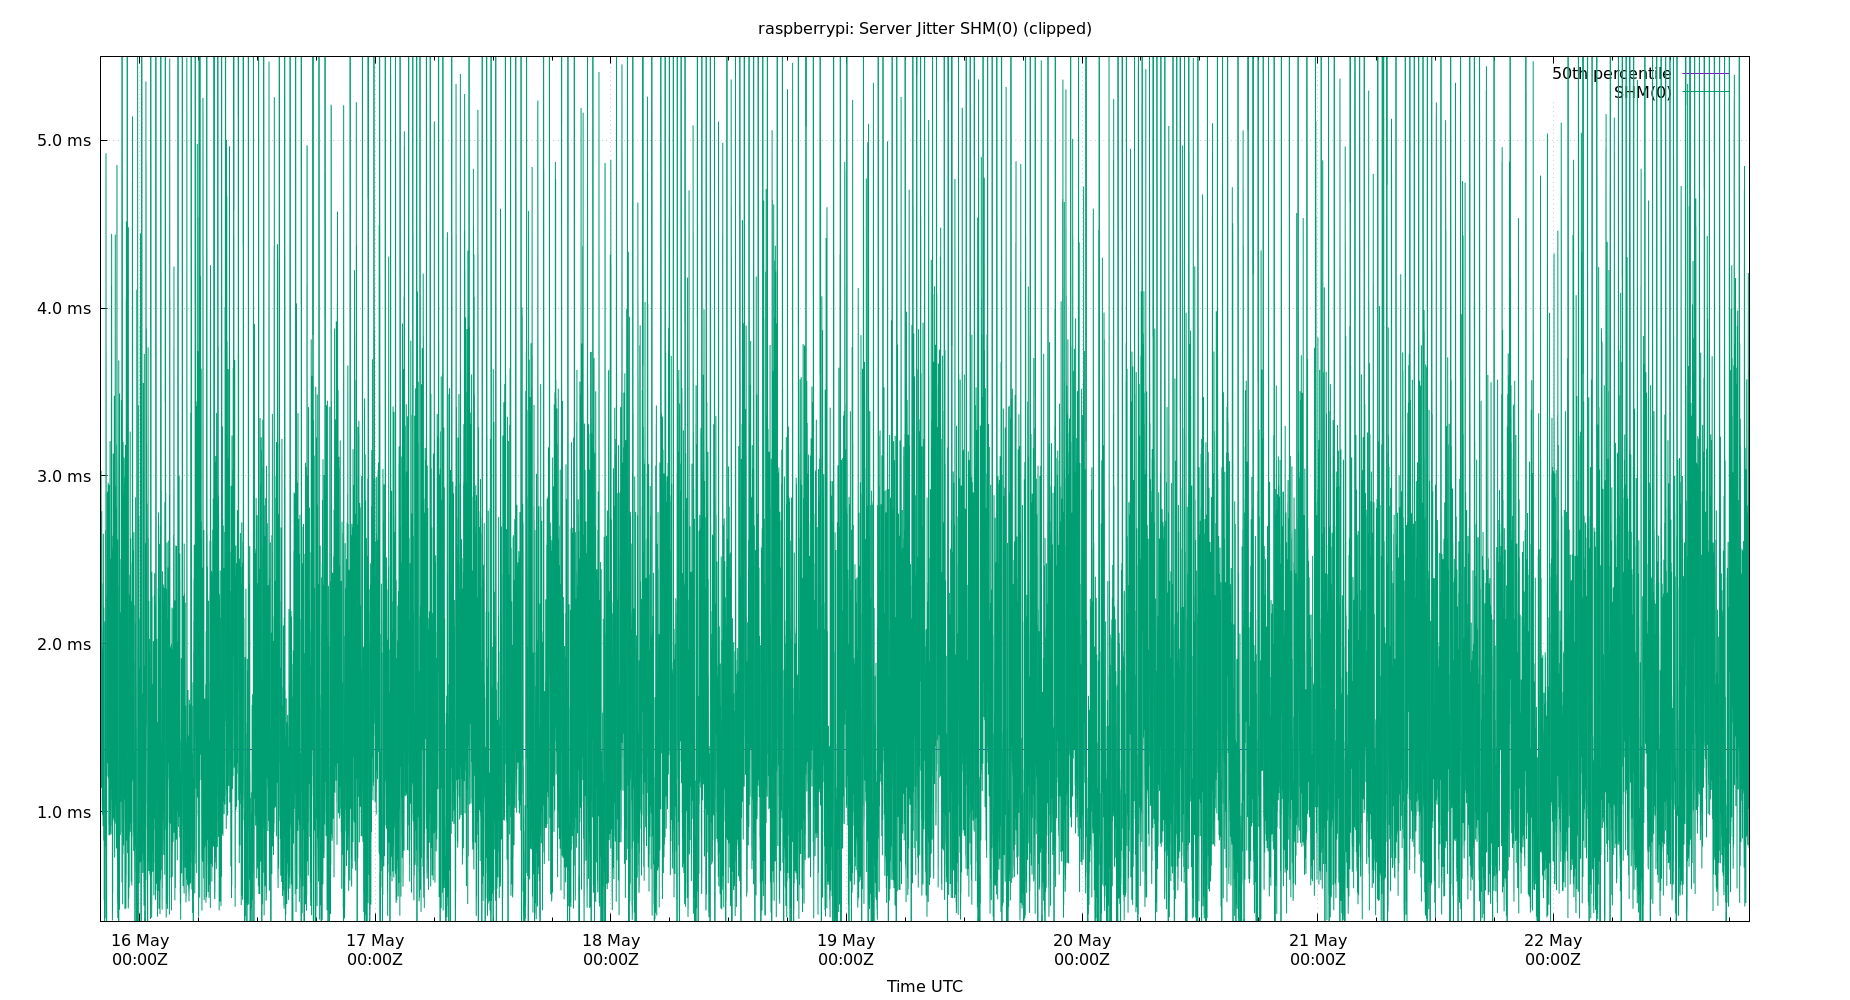 raspberrypi: Server Jitter SHM(0) (clipped)
50th percentile
SHM(0)
5.0 ms
4.0 ms
3.0 ms
2.0 ms
1.0 ms
16 May 17 May 18 May 19 May 20 May 21 May 22 May
00:00Z 00:00Z 00:00Z 00:00Z 00:00Z 00:00Z 00:00Z
Time UTC